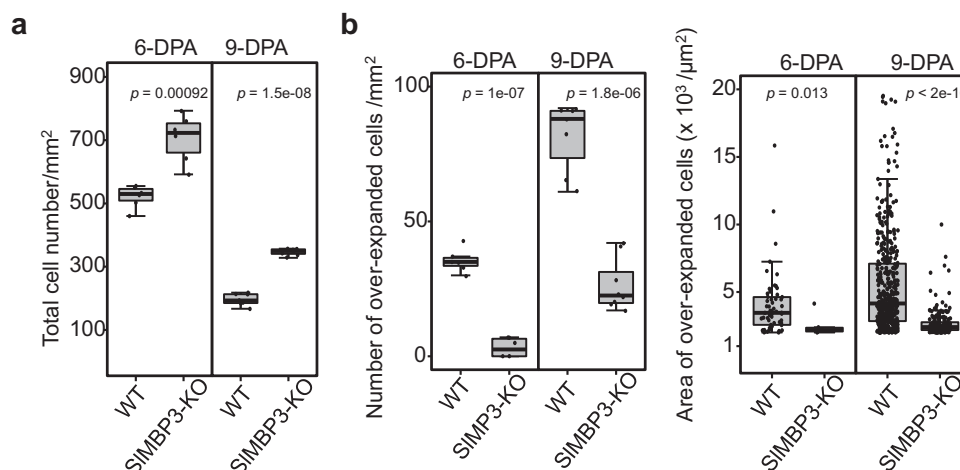 a
6-DPA 9-DPA
Total cell number/mm²
900
700
500
300
100
p = 0.00092
p = 1.5e-08
WT
SlMBP3-KO
WT
SlMBP3-KO
b
6-DPA 9-DPA
Number of over-expanded cells /mm²
100
50
0
p = 1e-07
p = 1.8e-06
WT
SlMP3-KO
WT
SlMBP3-KO
6-DPA 9-DPA
Area of over-expanded cells (x 10³ /μm²)
20
15
10
5
1
p = 0.013
p < 2e-1
WT
SlMBP3-KO
WT
SlMBP3-KO